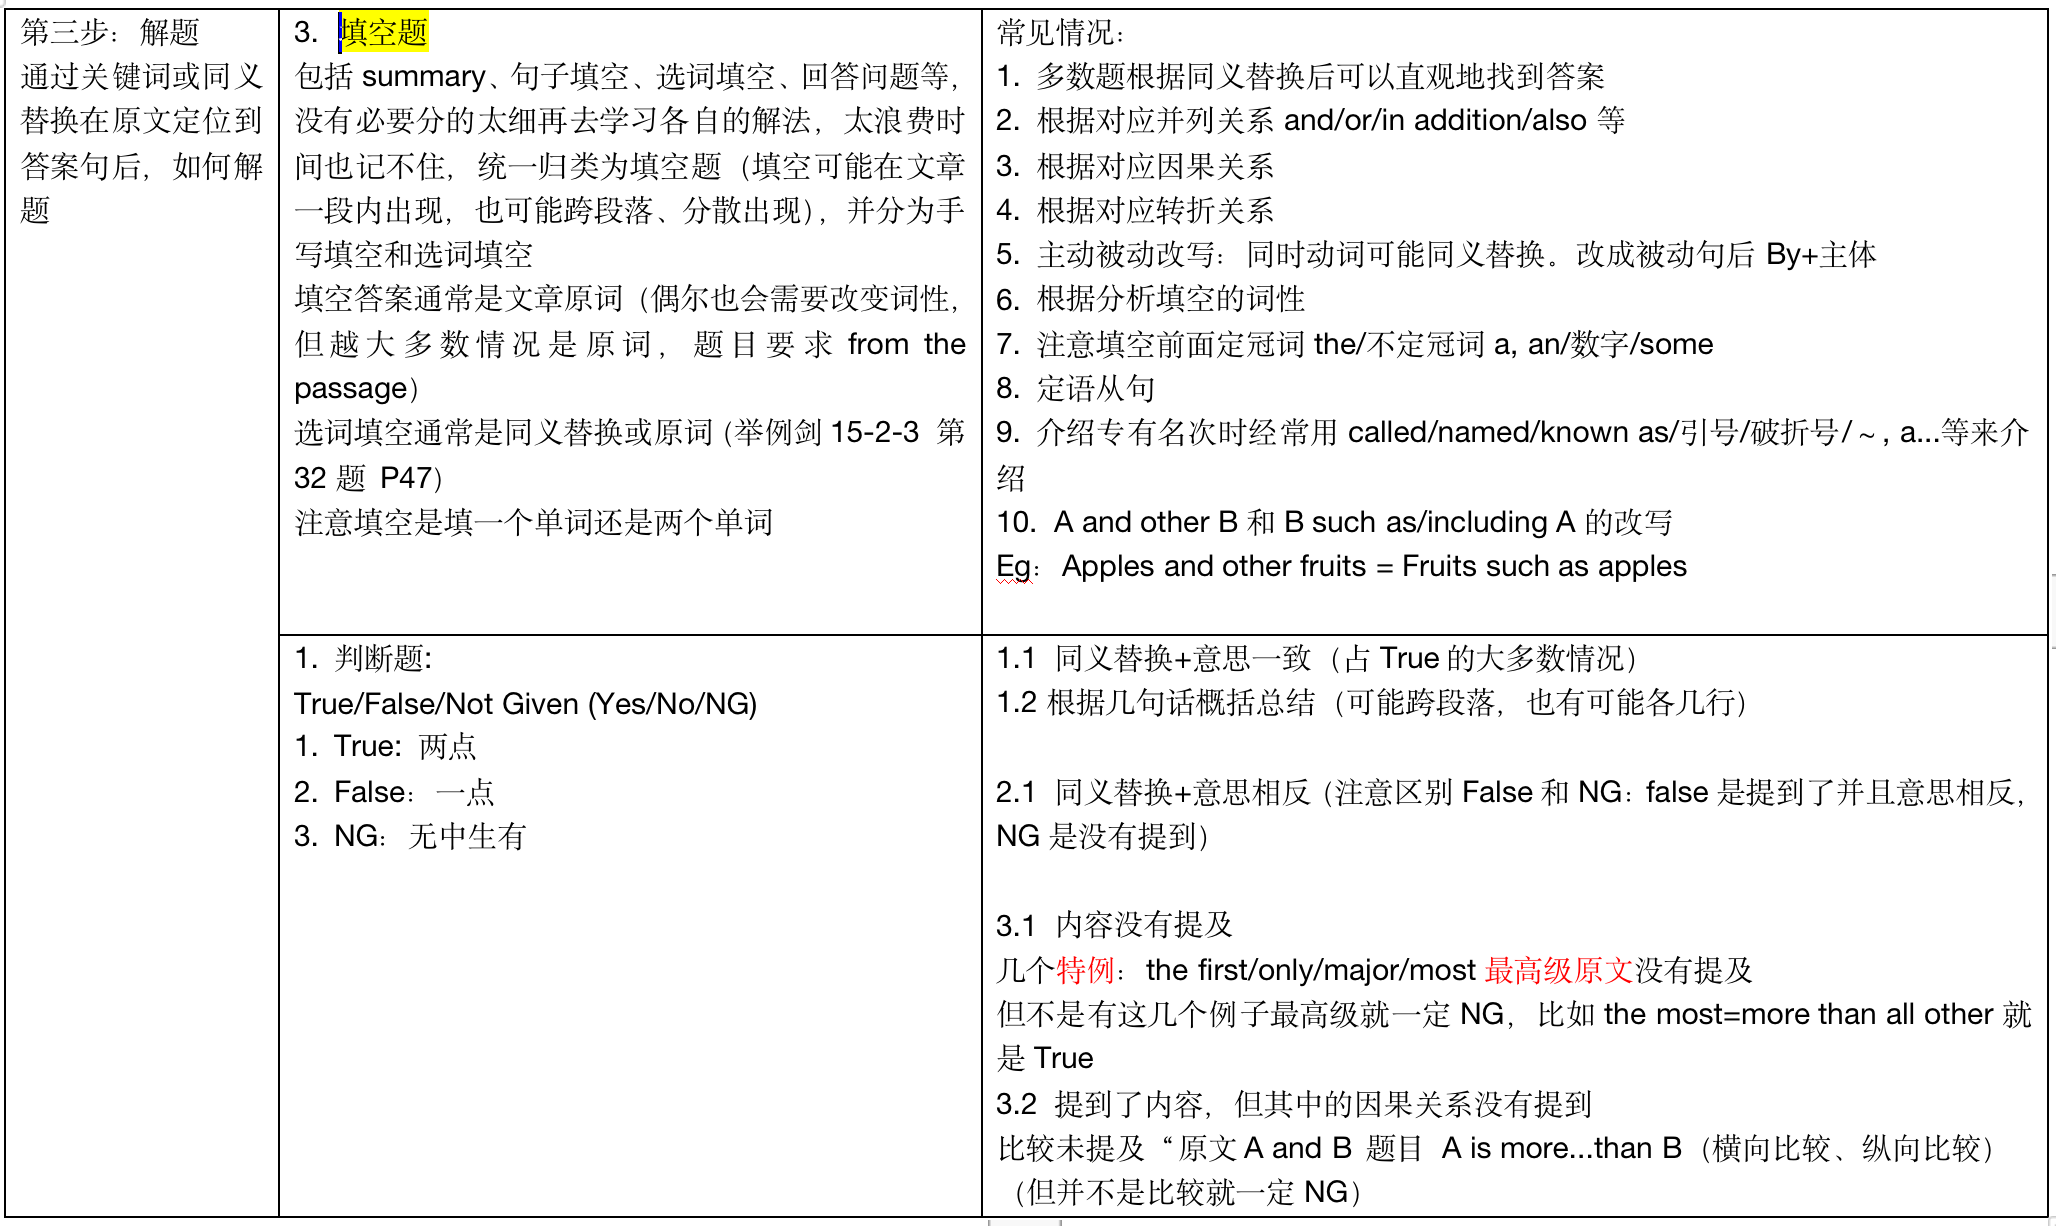 第三步：解题
通过关键词或同义
替换在原文定位到
答案句后，如何解
题
3. 填空题
包括 summary、句子填空、选词填空、回答问题等，
没有必要分的太细再去学习各自的解法，太浪费时
间也记不住，统一归类为填空题（填空可能在文章
一段内出现，也可能跨段落、分散出现），并分为手
写填空和选词填空
填空答案通常是文章原词（偶尔也会需要改变词性，
但越大多数情况是原词，题目要求 from the
passage）
选词填空通常是同义替换或原词（举例剑 15-2-3 第
32 题 P47）
注意填空是填一个单词还是两个单词
常见情况：
1. 多数题根据同义替换后可以直观地找到答案
2. 根据对应并列关系 and/or/in addition/also 等
3. 根据对应因果关系
4. 根据对应转折关系
5. 主动被动改写：同时动词可能同义替换。改成被动句后 By+主体
6. 根据分析填空的词性
7. 注意填空前面定冠词 the/不定冠词 a, an/数字/some
8. 定语从句
9. 介绍专有名次时经常用 called/named/known as/引号/破折号/～, a...等来介
绍
10. A and other B 和 B such as/including A 的改写
Eg： Apples and other fruits = Fruits such as apples
1. 判断题:
True/False/Not Given (Yes/No/NG)
1. True: 两点
2. False：一点
3. NG：无中生有
1.1 同义替换+意思一致（占 True 的大多数情况）
1.2 根据几句话概括总结（可能跨段落，也有可能各几行）
2.1 同义替换+意思相反（注意区别 False 和 NG：false 是提到了并且意思相反，
NG 是没有提到）
3.1 内容没有提及
几个特例：the first/only/major/most 最高级原文没有提及
但不是有这几个例子最高级就一定 NG，比如 the most=more than all other 就
是 True
3.2 提到了内容，但其中的因果关系没有提到
比较未提及“原文 A and B 题目 A is more...than B（横向比较、纵向比较）
（但并不是比较就一定 NG）